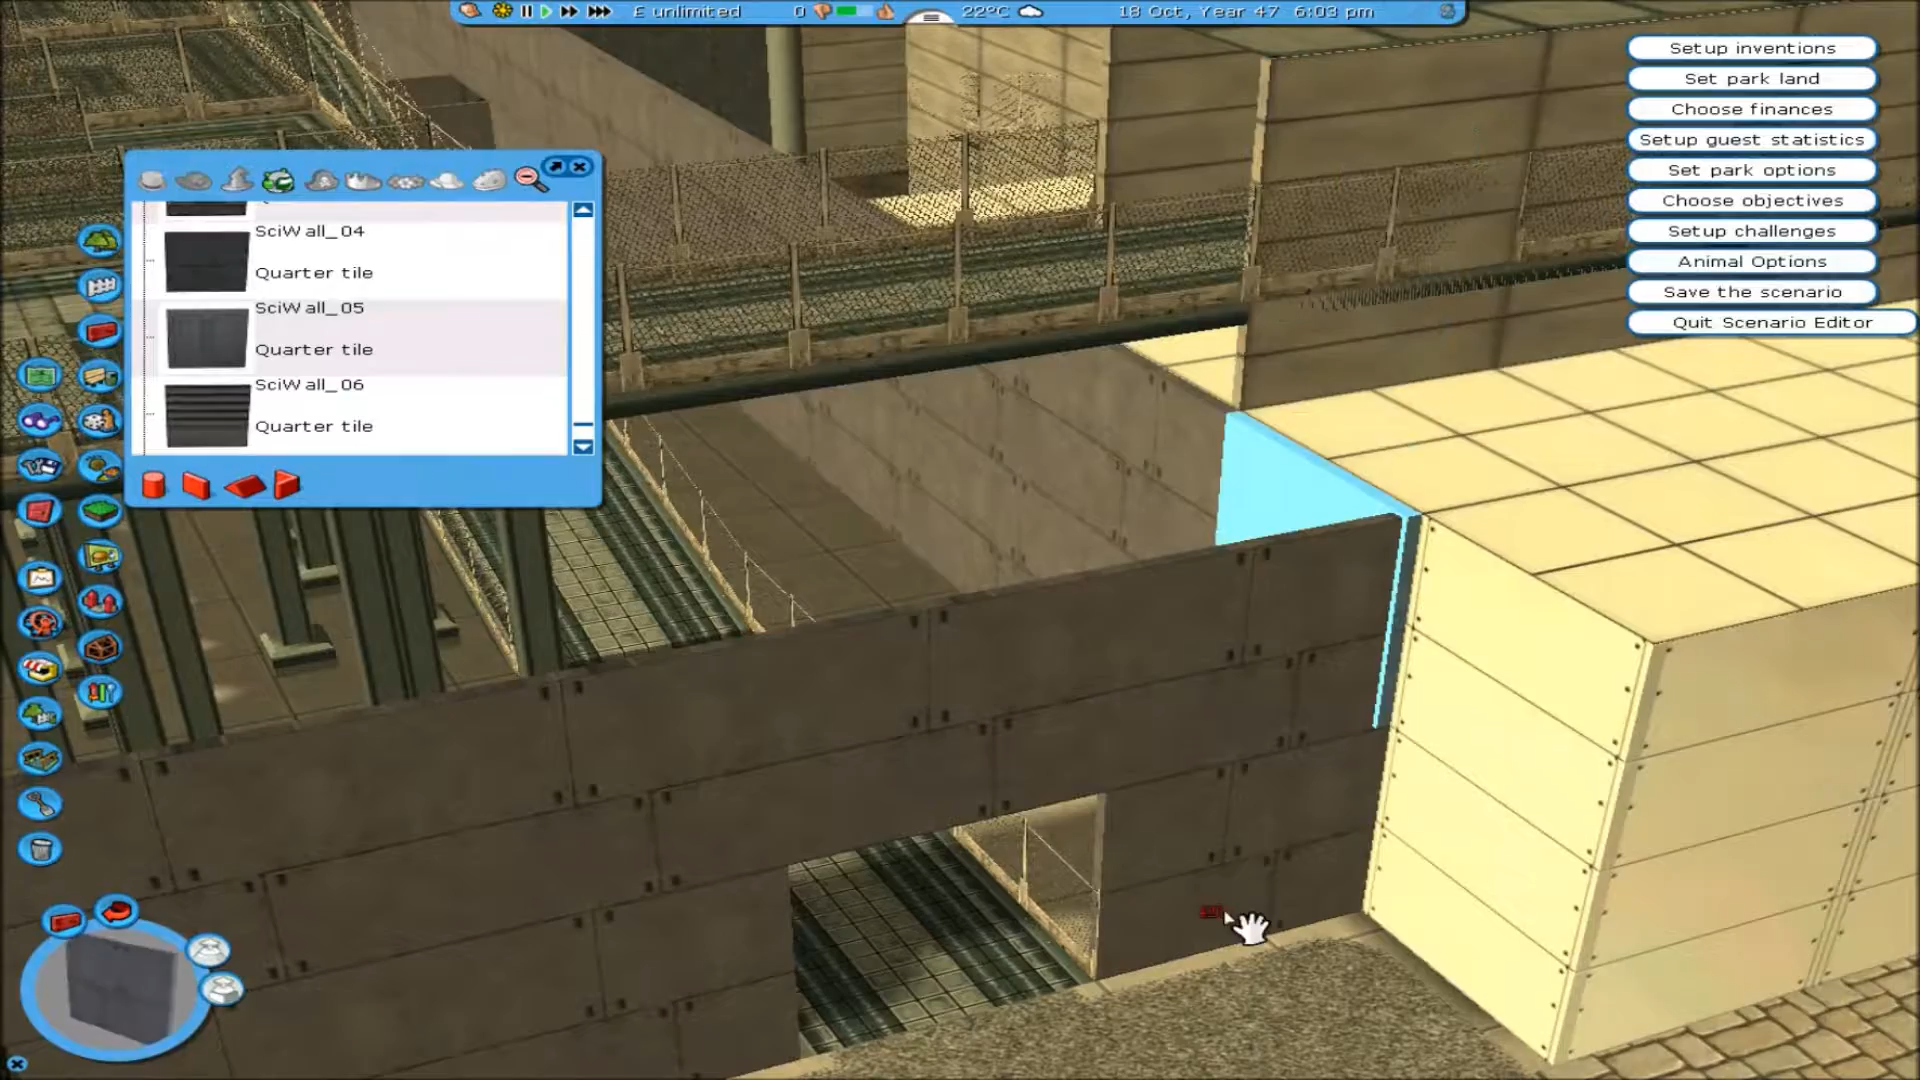 £ unlimited 0 22°C 18 Oct, Year 47 6:03 pm
Setup inventions
Set park land
Choose finances
Setup guest statistics
Set park options
Choose objectives
Setup challenges
Animal Options
Save the scenario
Quit Scenario Editor
SciWall_04
Quarter tile
SciWall_05
Quarter tile
SciWall_06
Quarter tile